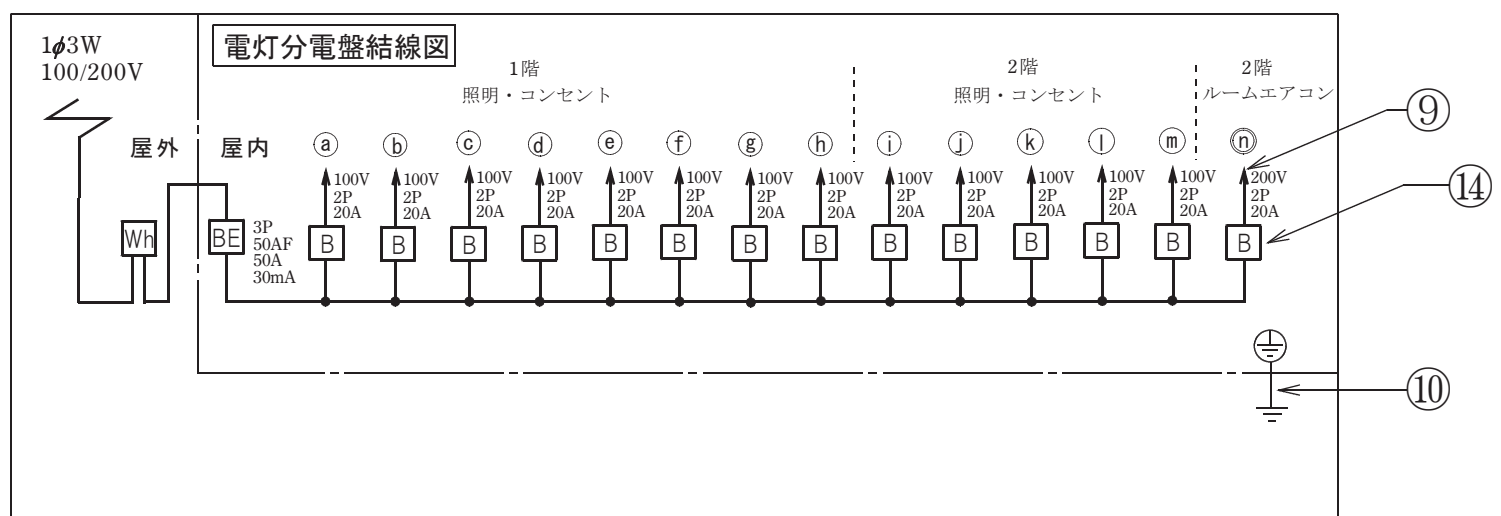 1φ3W
100/200V
電灯分電盤結線図
1階
照明・コンセント
2階
照明・コンセント
2階
ルームエアコン
屋外
屋内
ⓐ ⓑ ⓒ ⓓ ⓔ ⓕ ⓖ ⓗ ⓘ ⓙ ⓚ ⓛ ⓜ ⓝ
⑨
100V 100V 100V 100V 100V 100V 100V 100V 100V 100V 100V 100V 100V 200V
2P 2P 2P 2P 2P 2P 2P 2P 2P 2P 2P 2P 2P 2P
20A 20A 20A 20A 20A 20A 20A 20A 20A 20A 20A 20A 20A 20A
⑭
Wh
BE
3P
50AF
50A
30mA
B B B B B B B B B B B B B B
⑩